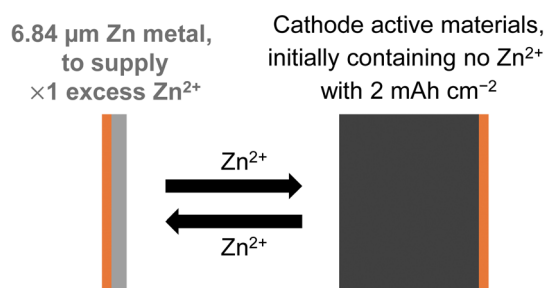 6.84 μm Zn metal,
to supply
×1 excess Zn²⁺
Cathode active materials,
initially containing no Zn²⁺
with 2 mAh cm⁻²
Zn²⁺
Zn²⁺